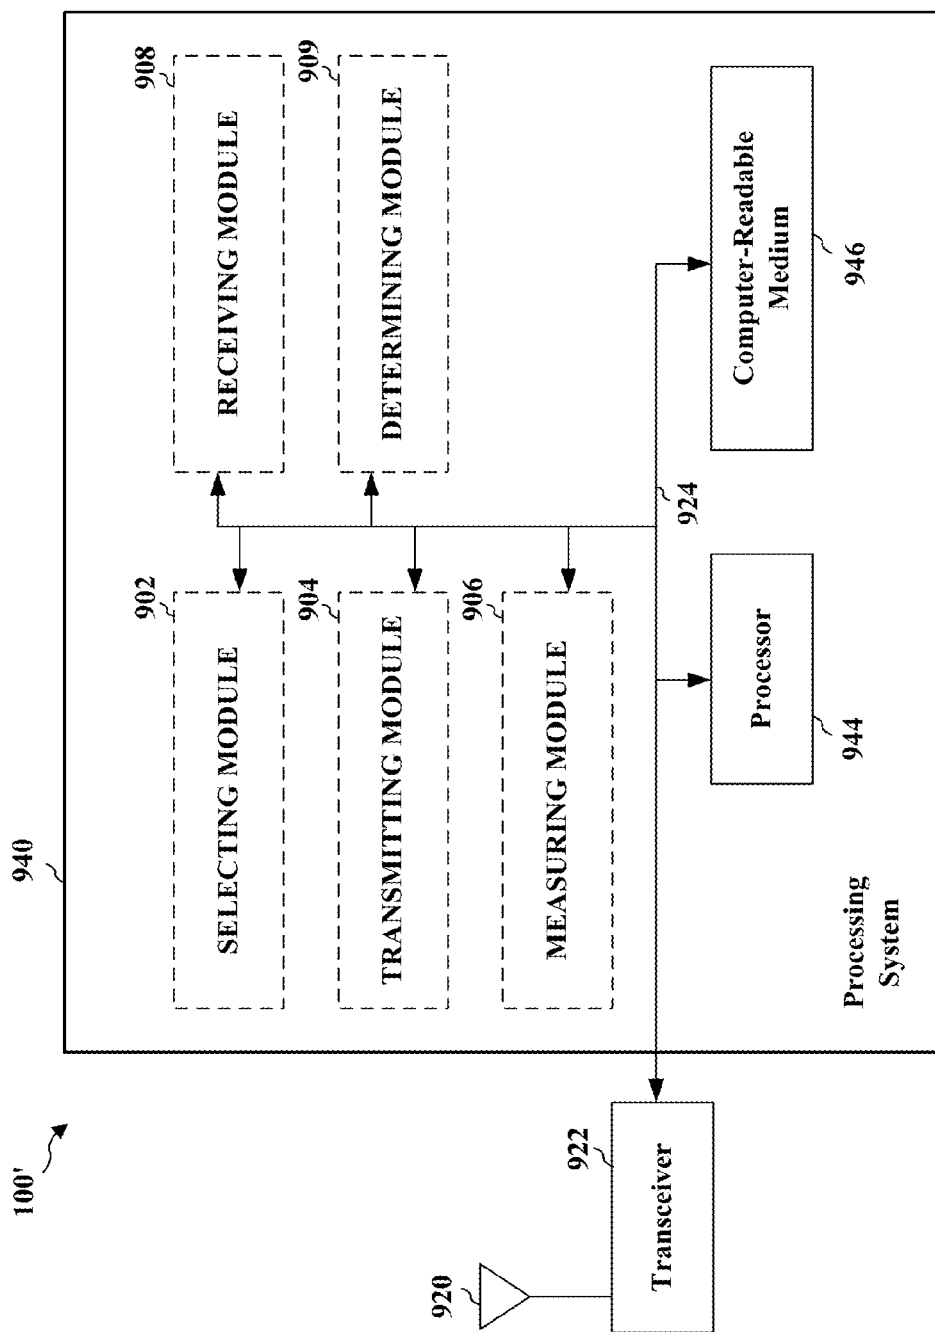 100'
940
902
SELECTING MODULE
908
RECEIVING MODULE
904
TRANSMITTING MODULE
909
DETERMINING MODULE
906
MEASURING MODULE
920
922
Transceiver
924
Processor
944
Computer-Readable
Medium
946
Processing
System